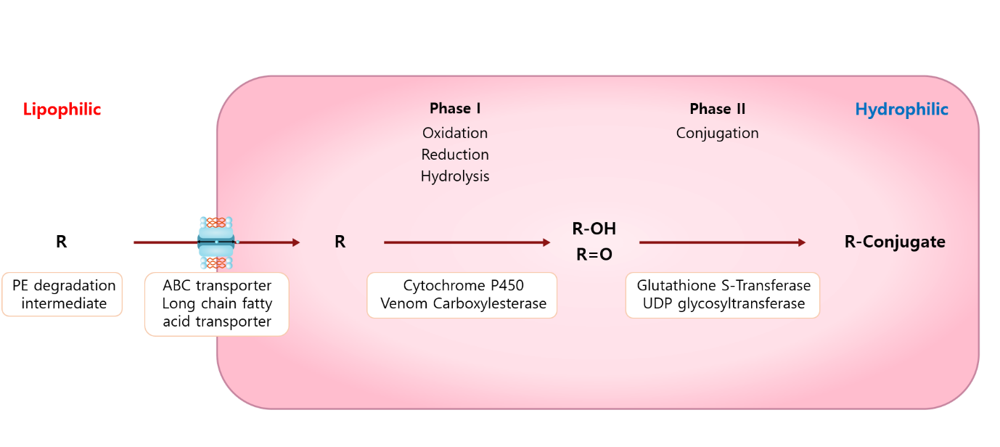 Lipophilic
Phase I
Oxidation
Reduction
Hydrolysis
Phase II
Conjugation
Hydrophilic
R
R
R-OH
R=O
R-Conjugate
PE degradation
intermediate
ABC transporter
Long chain fatty
acid transporter
Cytochrome P450
Venom Carboxylesterase
Glutathione S-Transferase
UDP glycosyltransferase